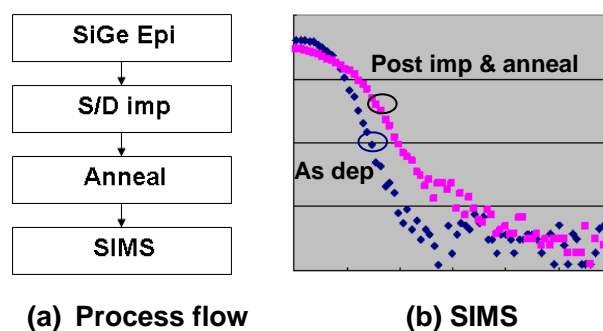 SiGe Epi
S/D imp
Anneal
SIMS
(a) Process flow
Post imp & anneal
As dep
(b) SIMS